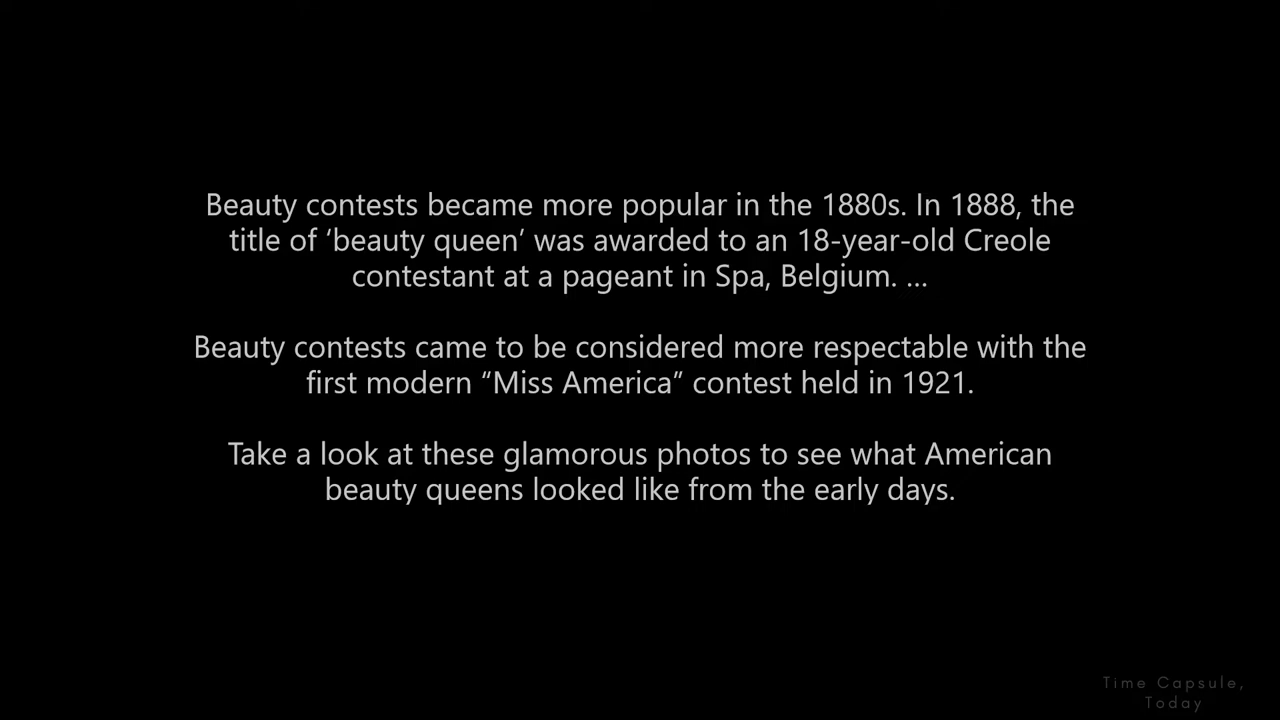 Beauty contests became more popular in the 1880s. In 1888, the
title of ‘beauty queen’ was awarded to an 18-year-old Creole
contestant at a pageant in Spa, Belgium. ...
Beauty contests came to be considered more respectable with the
first modern “Miss America” contest held in 1921.
Take a look at these glamorous photos to see what American
beauty queens looked like from the early days.
Time Capsule,
Today